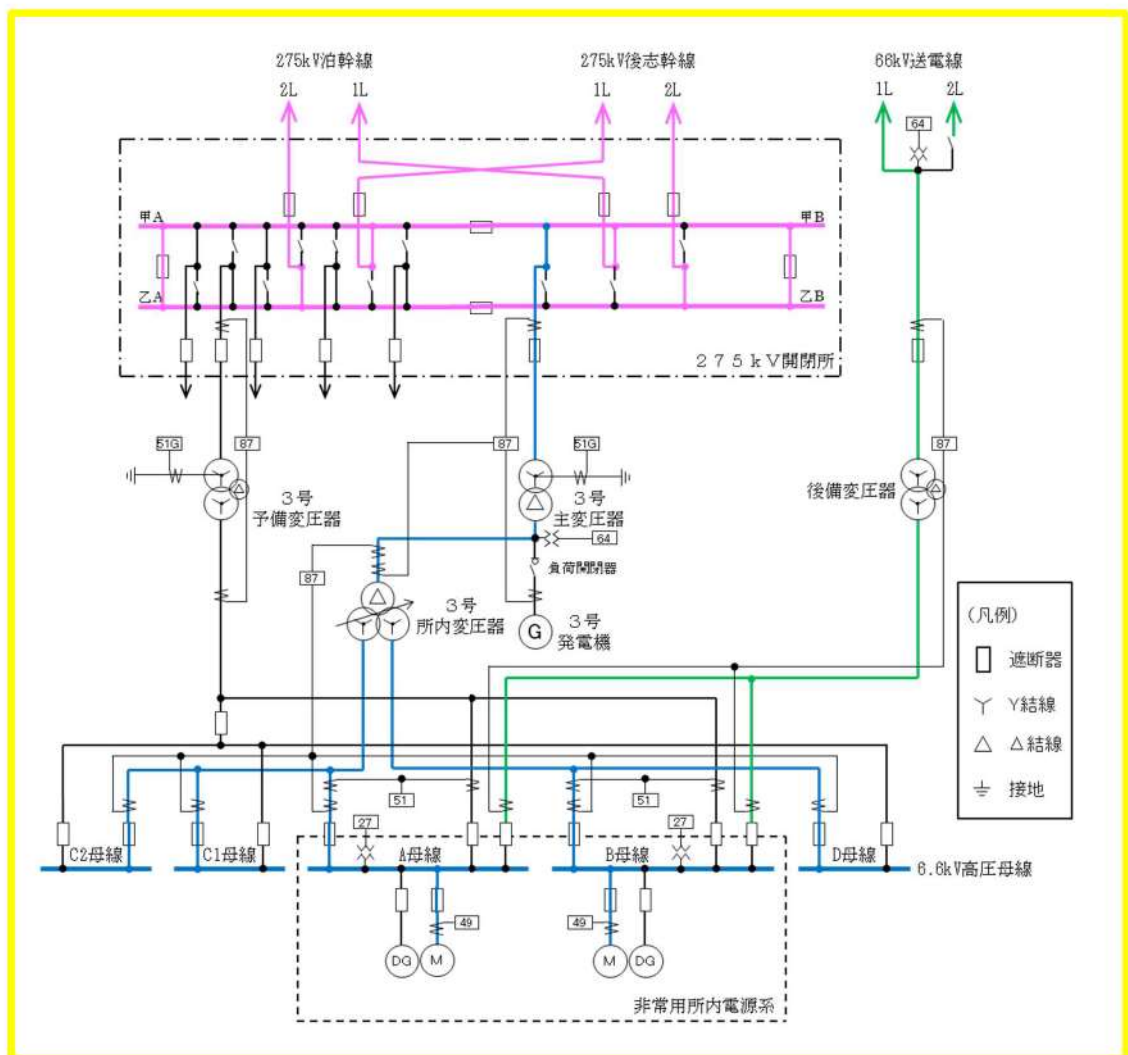 275kV泊幹線
275kV後志幹線
66kV送電線
2L
1L
1L
2L
1L
2L
64
甲A
甲B
乙A
乙B
275kV開閉所
51G
87
87
51G
87
3号
予備変圧器
3号
主変圧器
後備変圧器
64
負荷開閉器
87
3号
所内変圧器
G
3号
発電機
(凡例)
遮断器
Y結線
△結線
接地
51
51
27
27
C2母線
C1母線
A母線
B母線
D母線
6.6kV高圧母線
49
49
DG
M
M
DG
非常用所内電源系